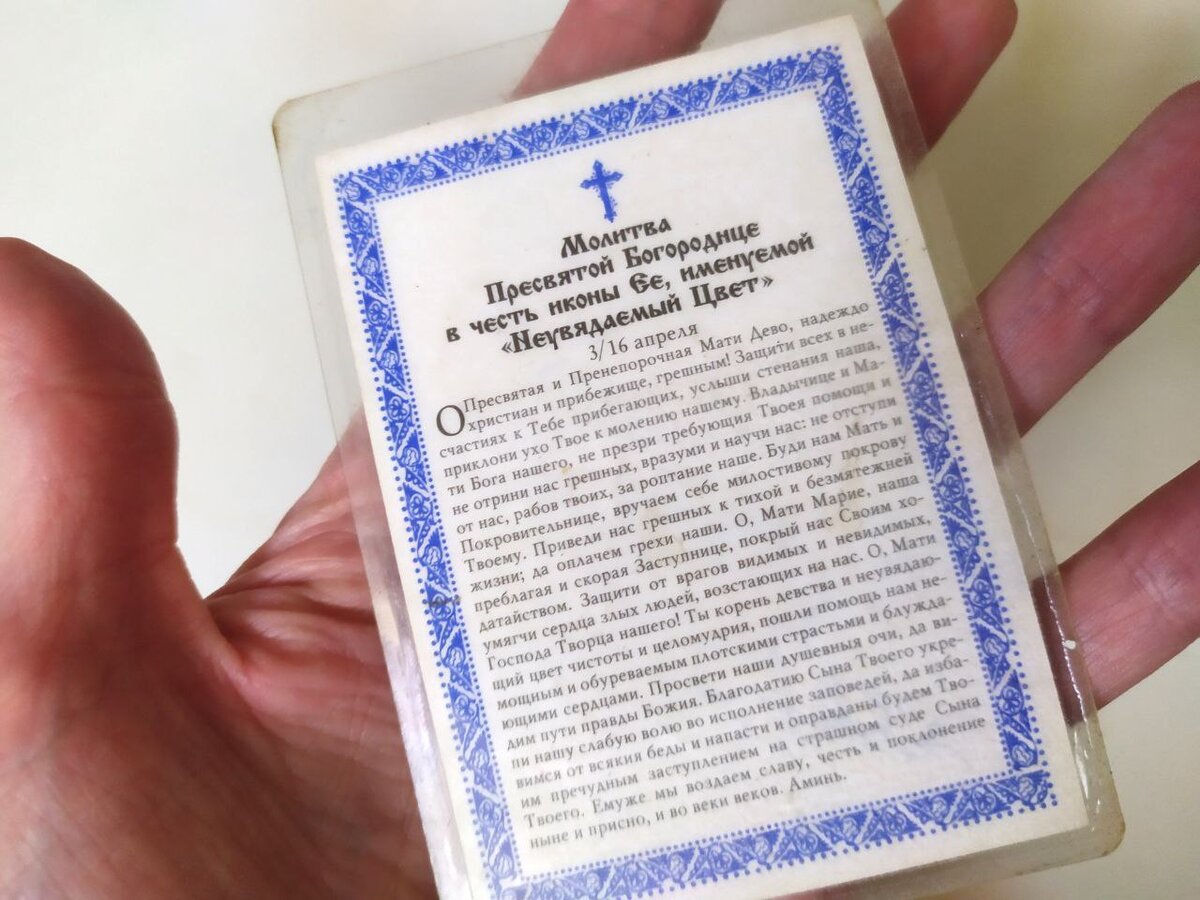 Молитва
Пресвятой Богородице
в честь иконы Ее, именуемой
«Неувядаемый Цвет»
3/16 апреля
О Пресвятая и Пренепорочная Мати Дево, надеждо
христиан и прибежище, грешным! Защити всех в не-
счастиях к Тебе прибегающих, услыши стенания наша,
приклони ухо Твое к молению нашему. Владычице и Ма-
ти Бога нашего, не презри требующия Твоея помощи и
не отрини нас грешных, вразуми и научи нас: не отступи
от нас, рабов твоих, за роптание наше. Буди нам Мать и
Покровительнице, вручаем себе милостивому покрову
Твоему. Приведи нас грешных к тихой и безмятежней
жизни; да оплачем грехи наши. О, Мати Марие, наша
преблагая и скорая Заступнице, покрый нас Своим хо-
датайством. Защити от врагов видимых и невидимых,
умягчи сердца злых людей, возстающих на нас. О, Мати
Господа Творца нашего! Ты корень девства и неувядаю-
щий цвет чистоты и целомудрия, пошли помощь нам не-
мощным и обуреваемым плотскими страстьми и блужда-
ющими сердцами. Просвети наши душевныя очи, да ви-
дим пути правды Божия. Благодатию Сына Твоего укре-
пи нашу слабую волю во исполнение заповедей, да изба-
вимся от всякия беды и напасти и оправданы будем Тво-
им пречудным заступлением на страшном суде Сына
Твоего. Емуже мы воздаем славу, честь и поклонение
ныне и присно, и во веки веков. Аминь.